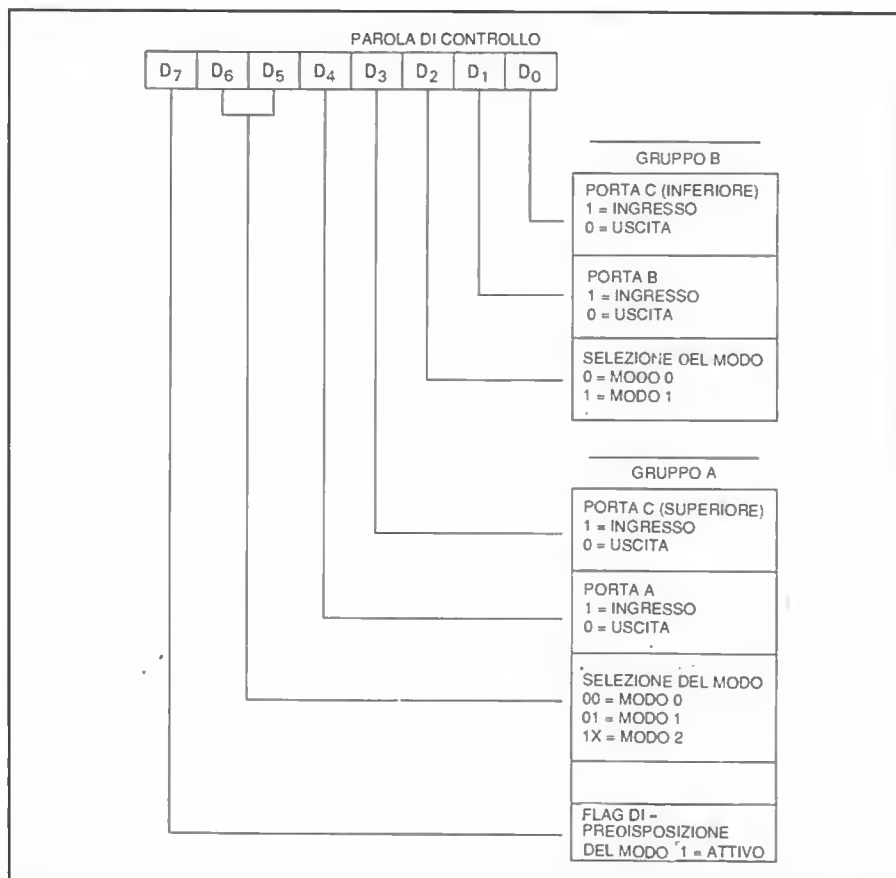 PAROLA DI CONTROLLO
D7 D6 D5 D4 D3 D2 D1 D0
GRUPPO B
PORTA C (INFERIORE)
1 = INGRESSO
0 = USCITA
PORTA B
1 = INGRESSO
0 = USCITA
SELEZIONE DEL MODO
0 = MODO 0
1 = MODO 1
GRUPPO A
PORTA C (SUPERIORE)
1 = INGRESSO
0 = USCITA
PORTA A
1 = INGRESSO
0 = USCITA
SELEZIONE DEL MODO
00 = MODO 0
01 = MODO 1
1X = MODO 2
FLAG DI -
PREDISPOSIZIONE
DEL MODO 1 = ATTIVO